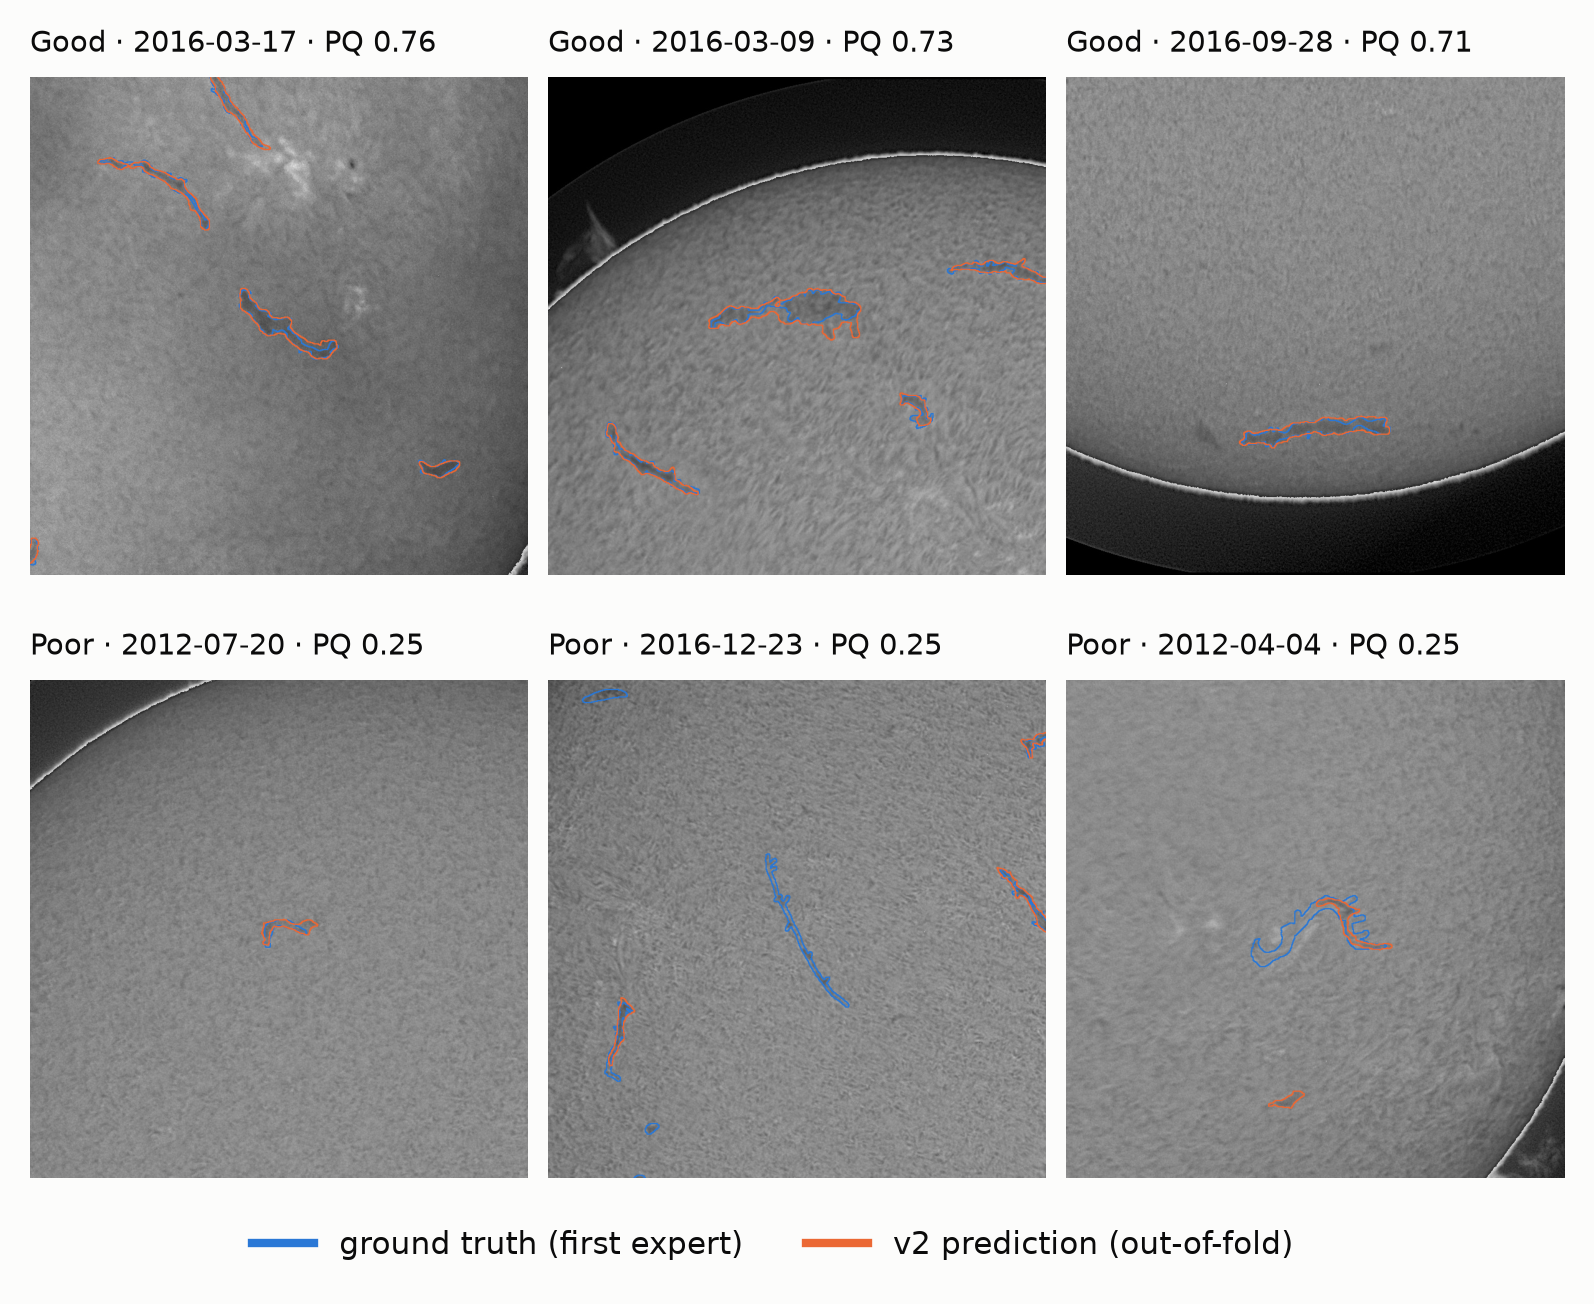 Good · 2016-03-17 · PQ 0.76
Good · 2016-03-09 · PQ 0.73
Good · 2016-09-28 · PQ 0.71
Poor · 2012-07-20 · PQ 0.25
Poor · 2016-12-23 · PQ 0.25
Poor · 2012-04-04 · PQ 0.25
ground truth (first expert)
v2 prediction (out-of-fold)